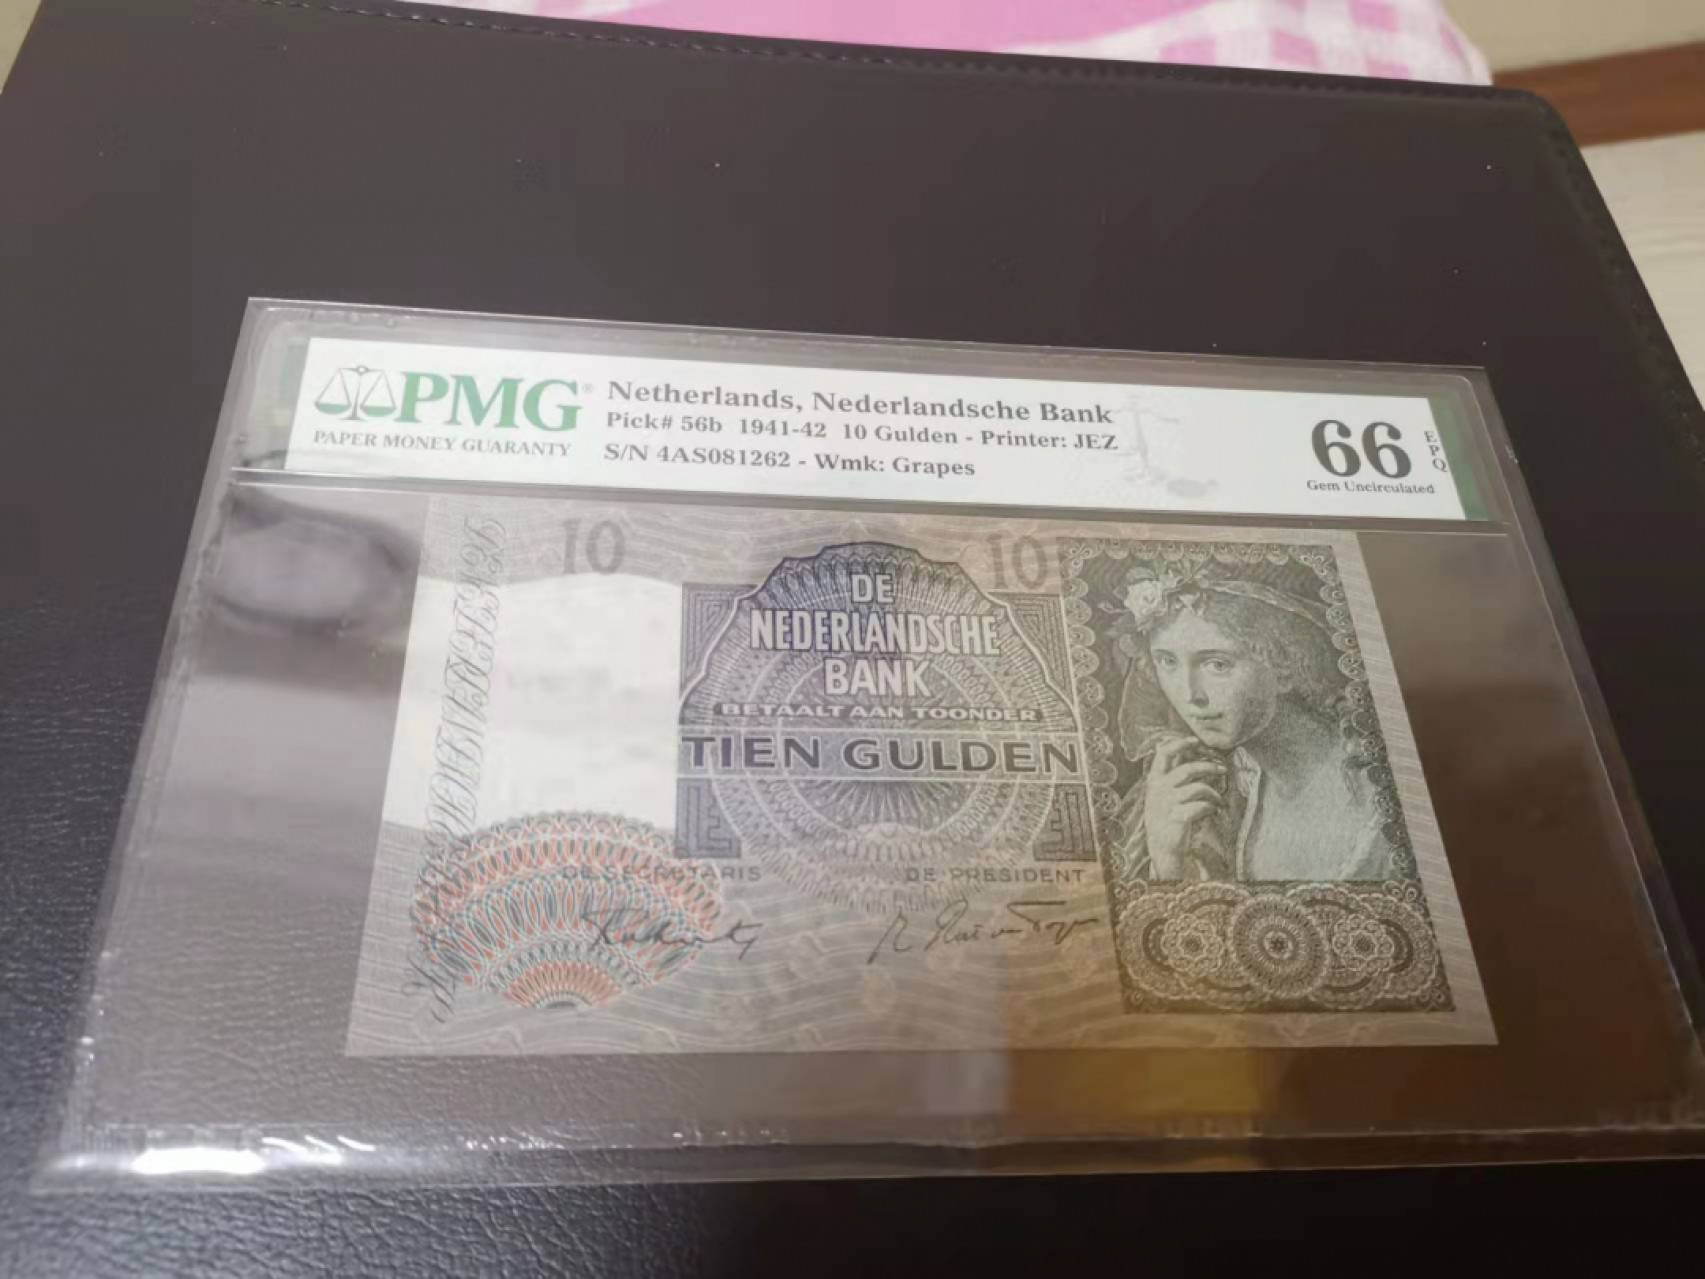 PMG®
PAPER MONEY GUARANTY
Netherlands, Nederlandsche Bank
Pick# 56b 1941-42 10 Gulden - Printer: JEZ
S/N 4AS081262 - Wmk: Grapes
66
EPQ
Gem Uncirculated
10
10
DE
NEDERLANDSCHE
BANK
BETAALT AAN TOONDER
TIEN GULDEN
DE SECRETARIS
DE PRESIDENT